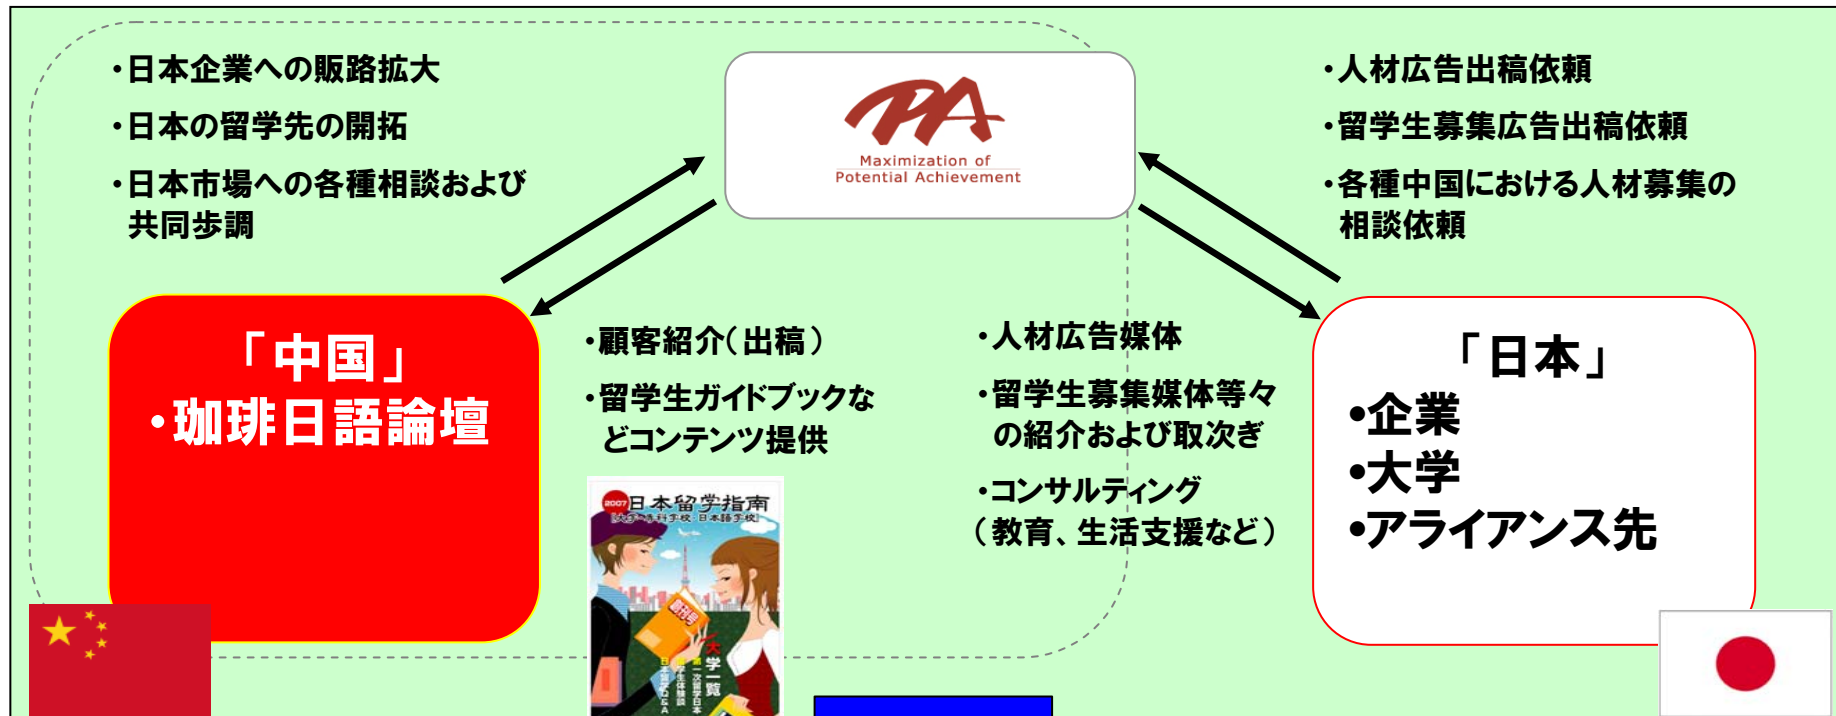 ・日本企業への販路拡大
・日本の留学先の開拓
・日本市場への各種相談および
共同歩調
PA
Maximization of
Potential Achievement
・人材広告出稿依頼
・留学生募集広告出稿依頼
・各種中国における人材募集の
相談依頼
「中国」
・珈琲日語論壇
・顧客紹介（出稿）
・留学生ガイドブックな
どコンテンツ提供
・人材広告媒体
・留学生募集媒体等々
の紹介および取次ぎ
・コンサルティング
（教育、生活支援など）
「日本」
•企業
•大学
•アライアンス先
2007日本留学指南
創刊号
大学一覧